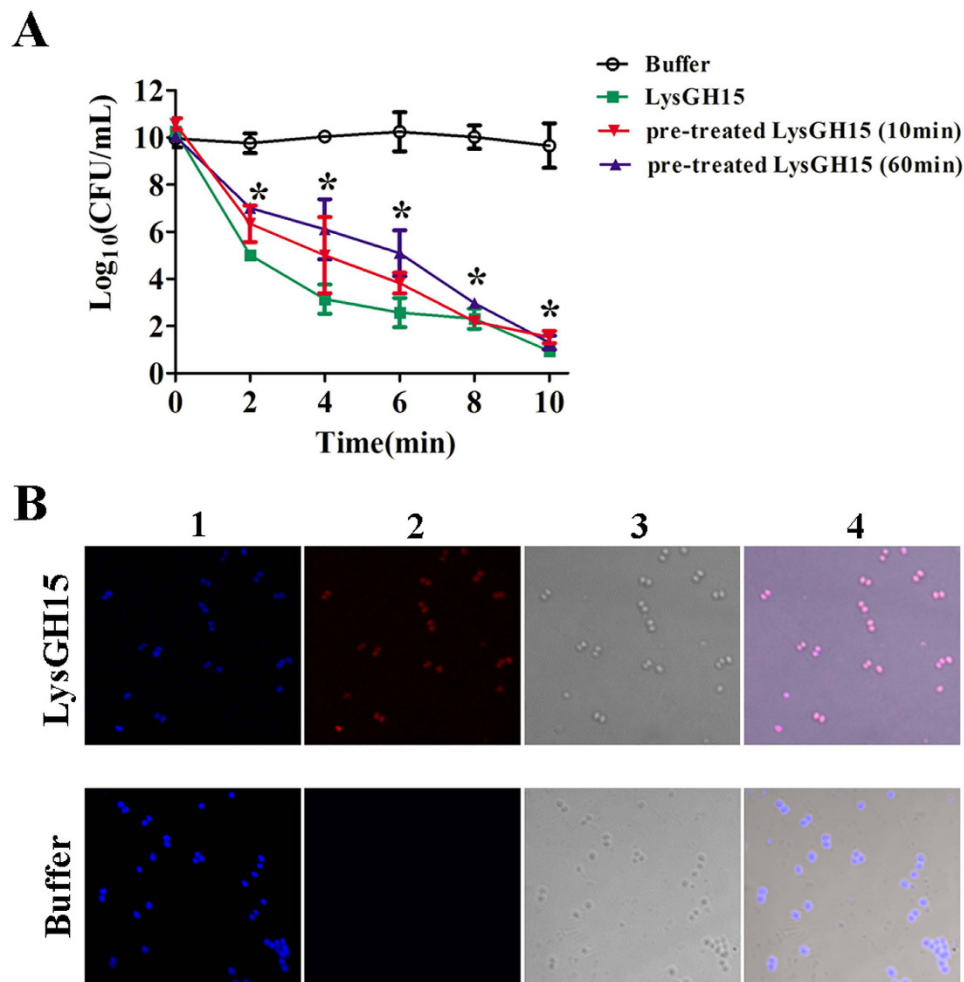 A
Buffer
LysGH15
pre-treated LysGH15 (10min)
pre-treated LysGH15 (60min)
Log10(CFU/mL)
12
10
8
6
4
2
0
* * * * *
0 2 4 6 8 10
Time(min)
B
1 2 3 4
LysGH15
Buffer